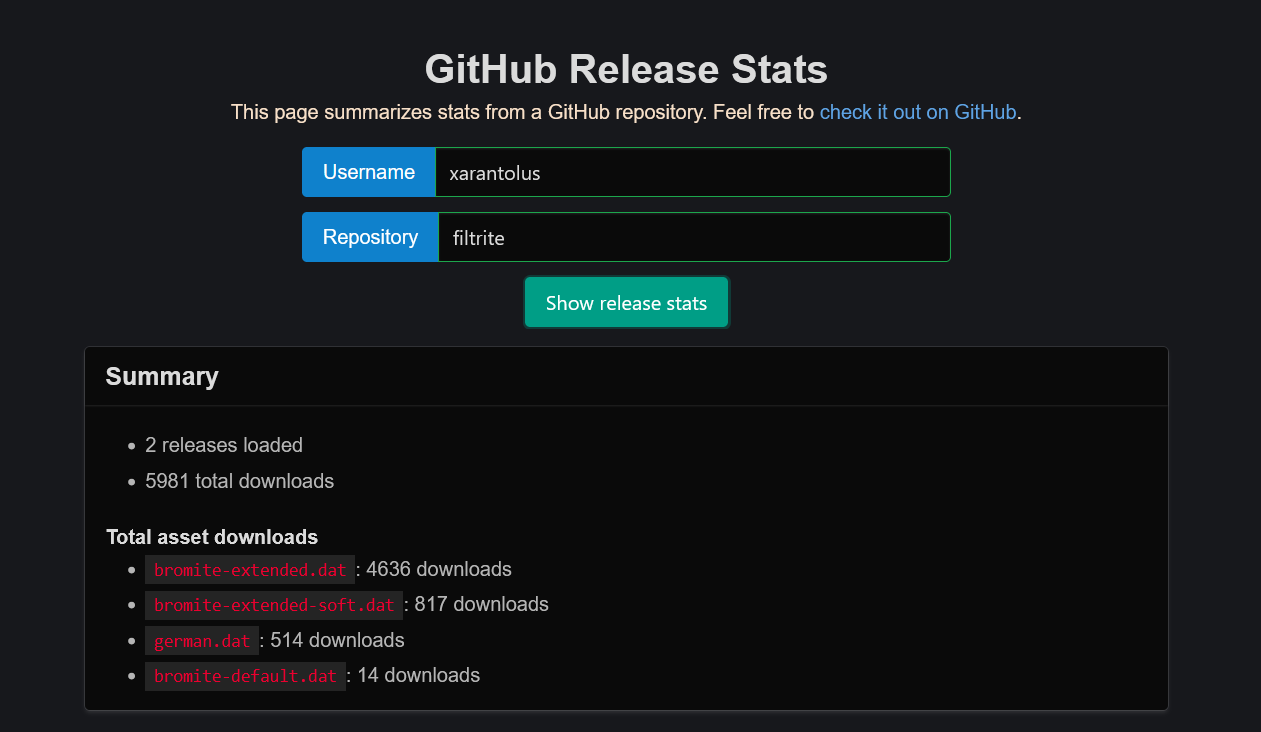 GitHub Release Stats
This page summarizes stats from a GitHub repository. Feel free to check it out on GitHub.
Username xarantolus
Repository filtrite
Show release stats
Summary
2 releases loaded
5981 total downloads
Total asset downloads
bromite-extended.dat: 4636 downloads
bromite-extended-soft.dat: 817 downloads
german.dat: 514 downloads
bromite-default.dat: 14 downloads